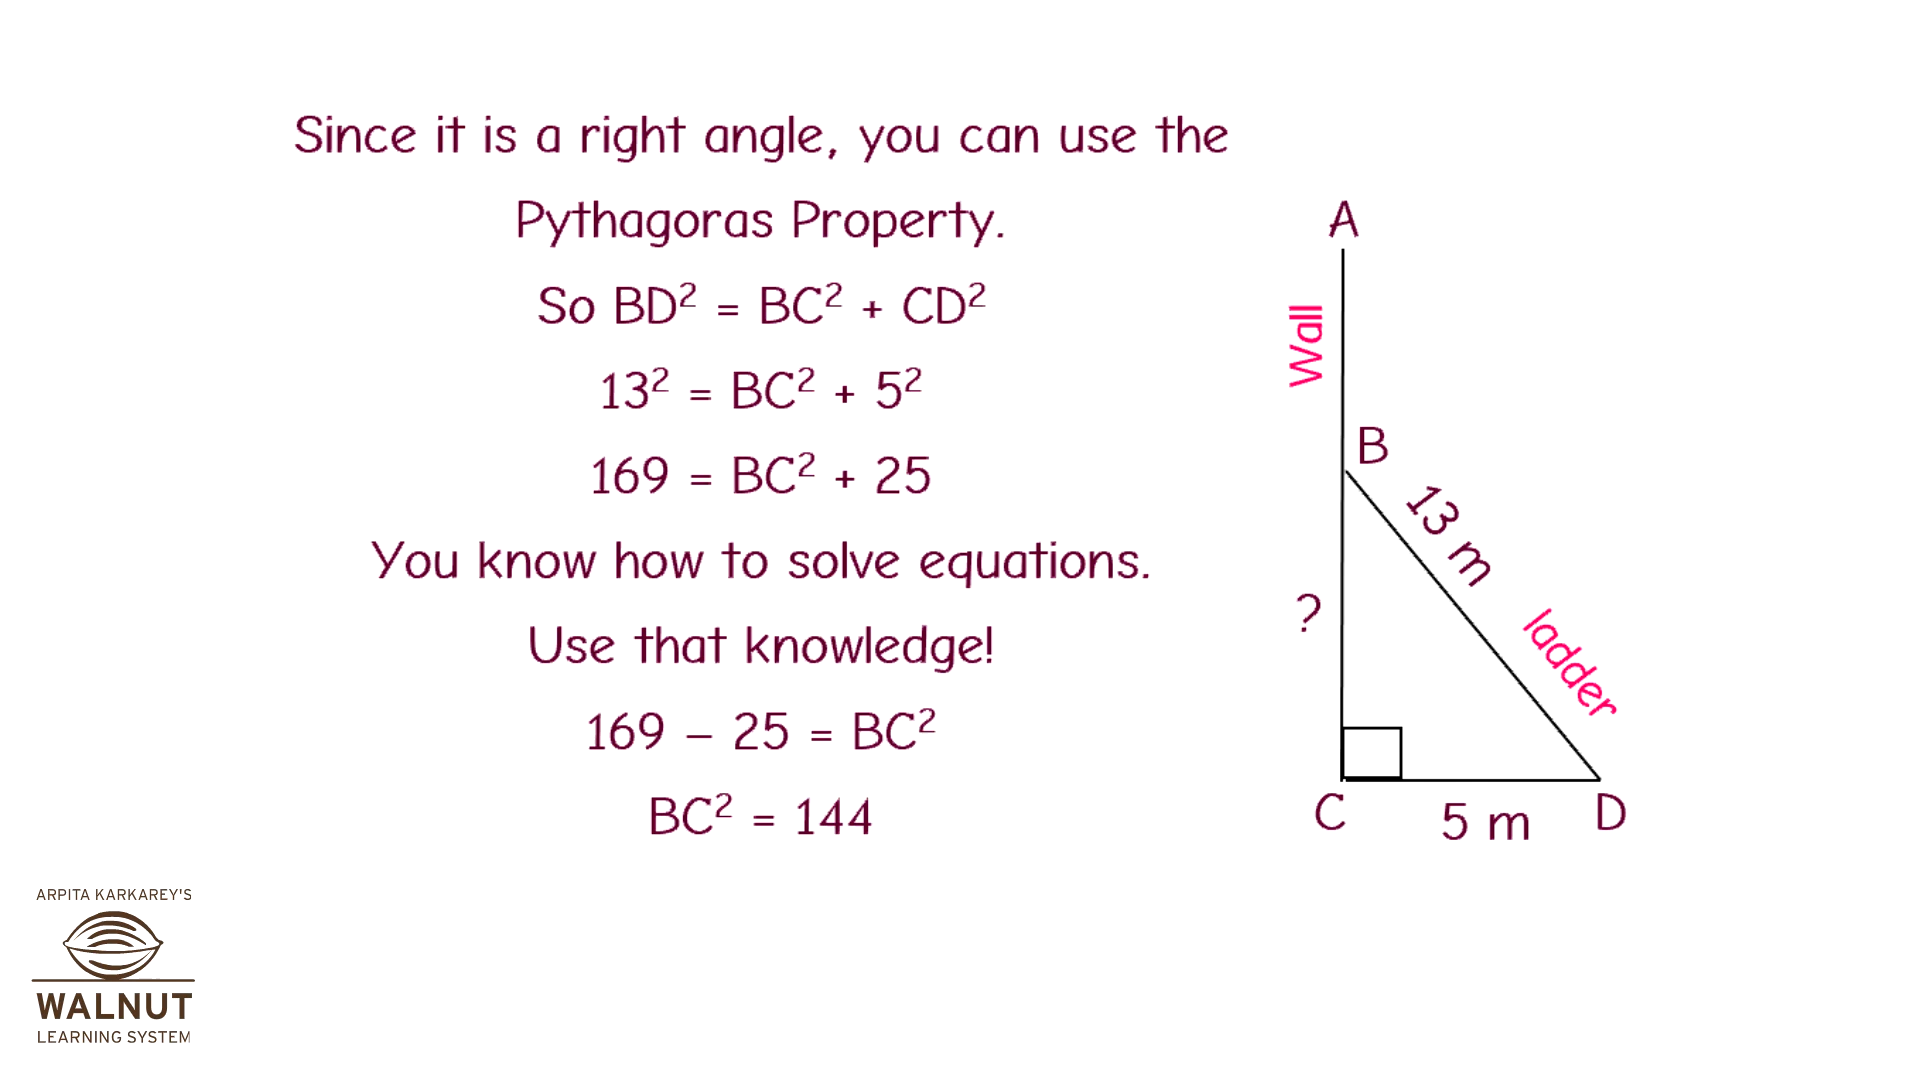 Since it is a right angle, you can use the
Pythagoras Property.
So BD² = BC² + CD²
13² = BC² + 5²
169 = BC² + 25
You know how to solve equations.
Use that knowledge!
169 – 25 = BC²
BC² = 144
A
Wall
B
13 m
?
ladder
C
5 m
D
ARPITA KARKAREY'S
WALNUT
LEARNING SYSTEM